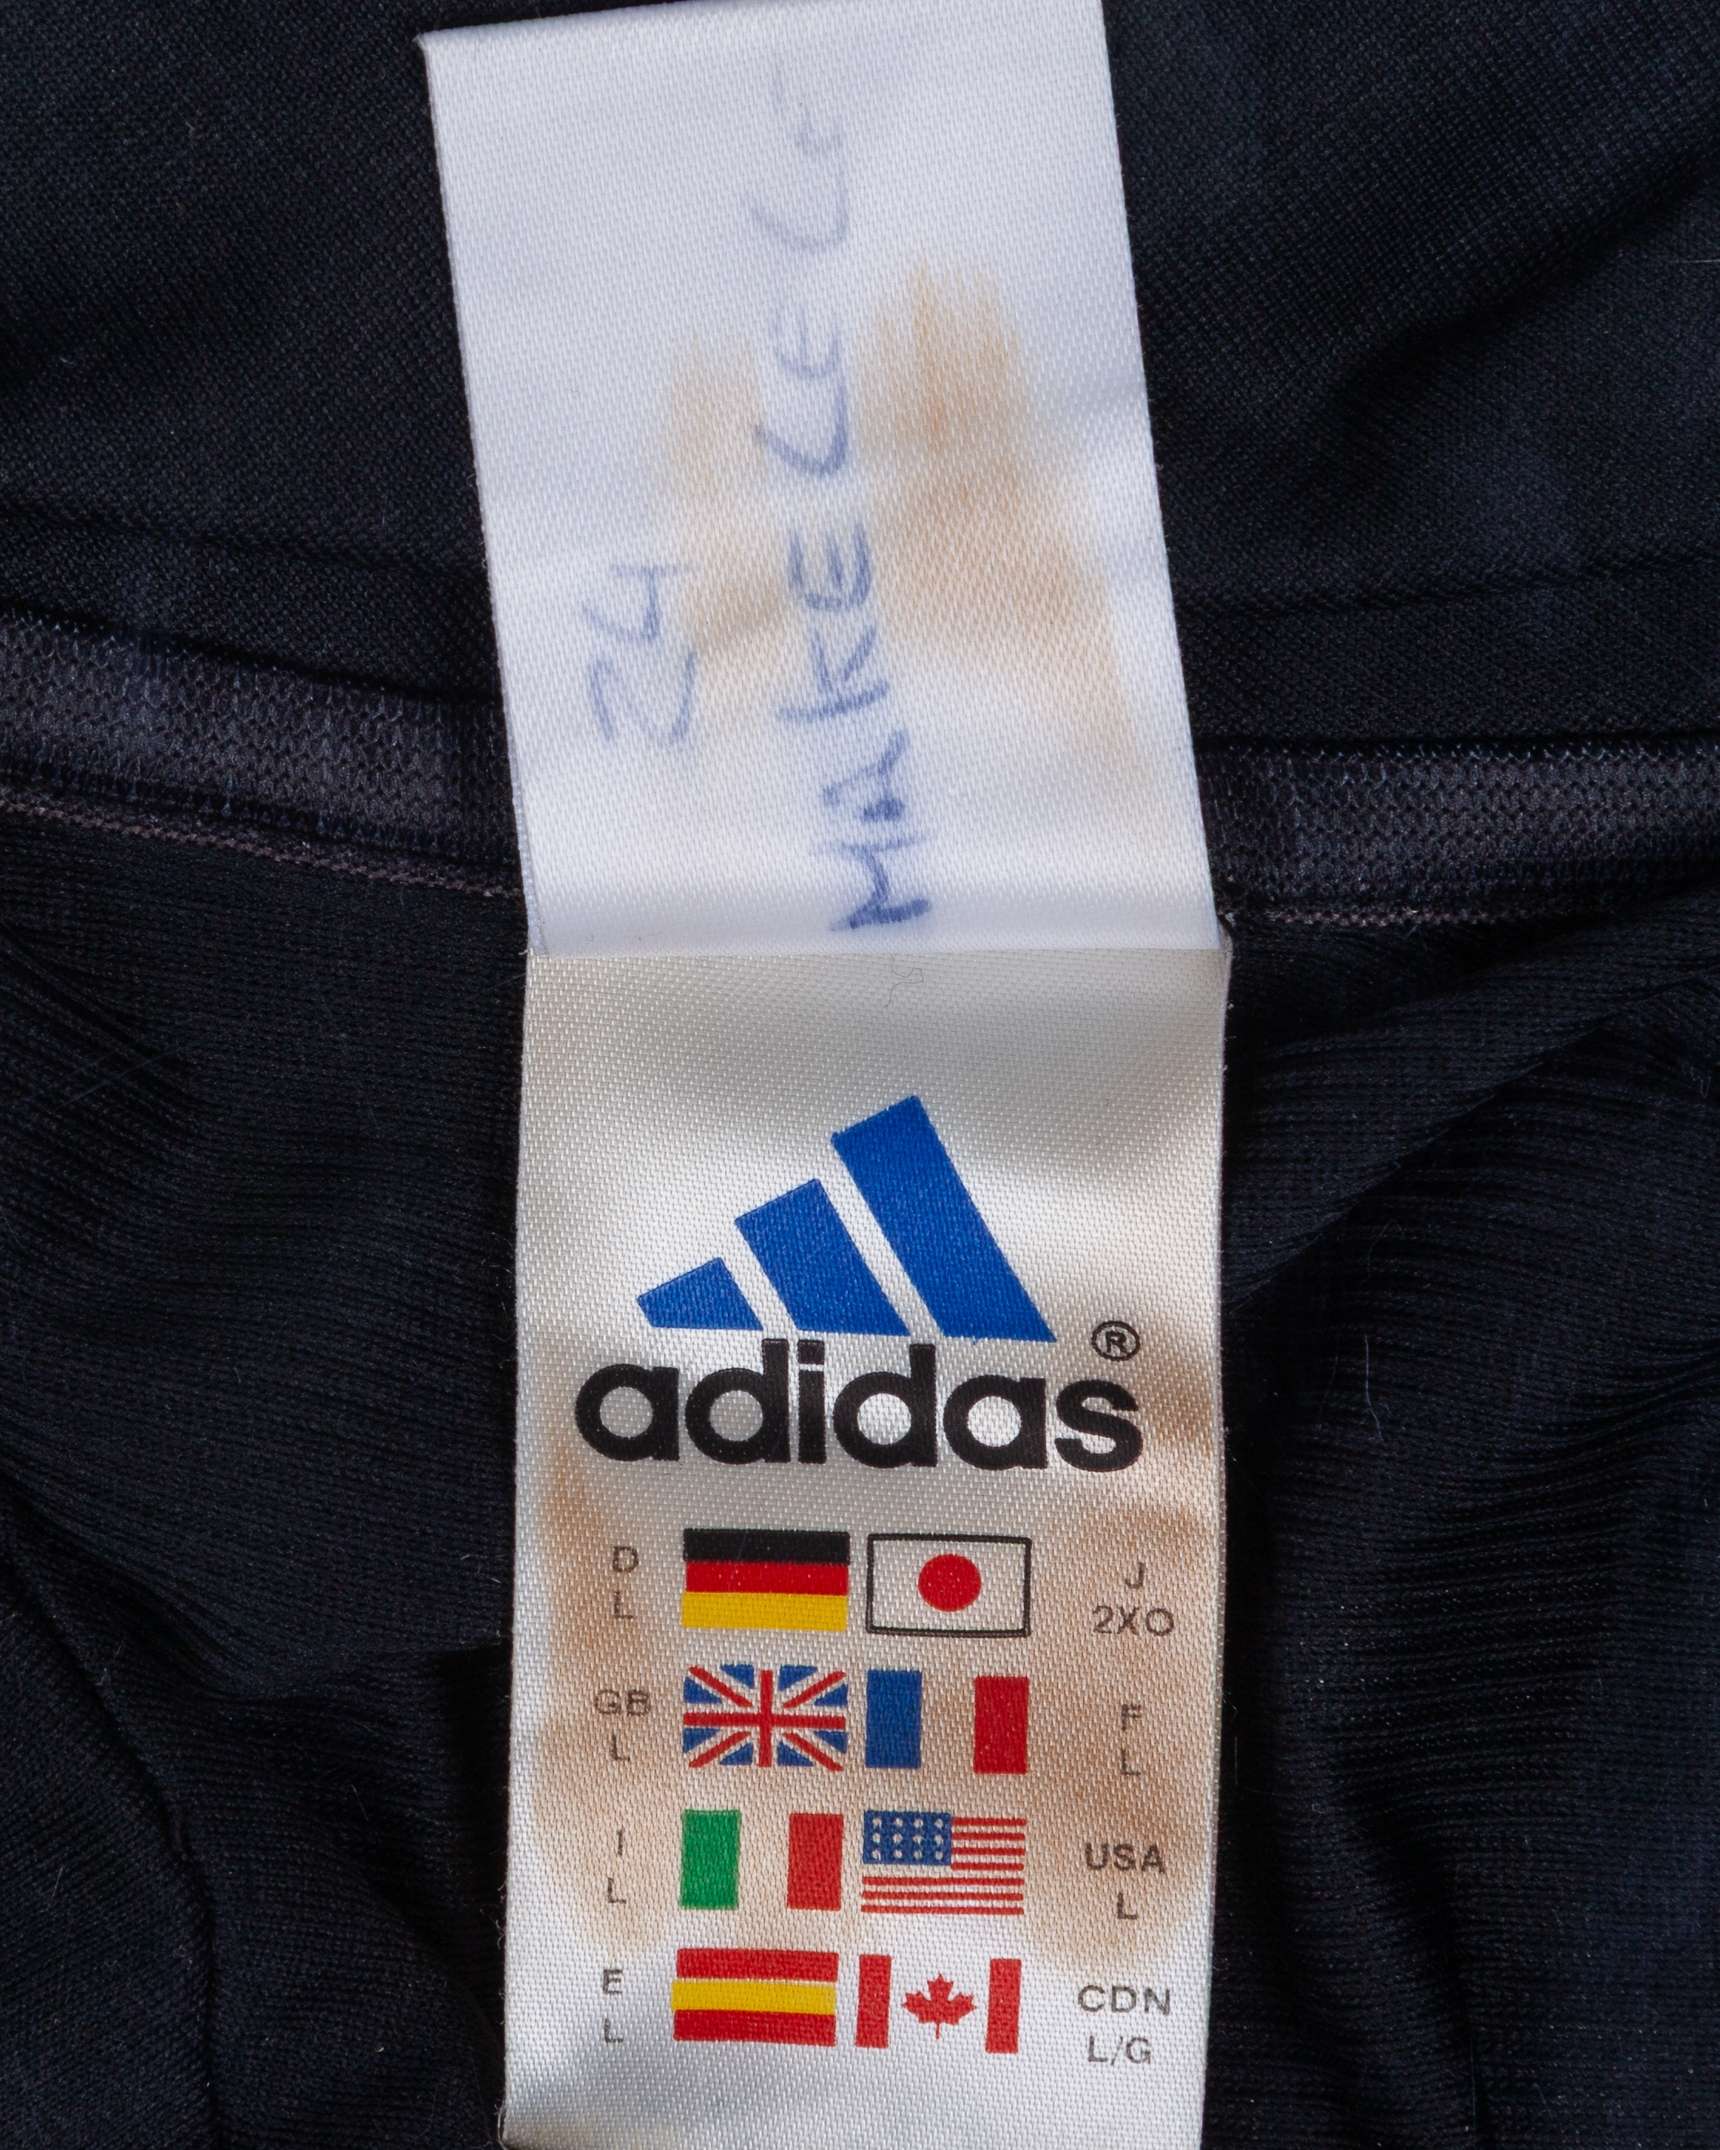 24
MAKELELE
adidas®
D J
L 2XO
GB F
L L
I USA
L L
E CDN
L L/G